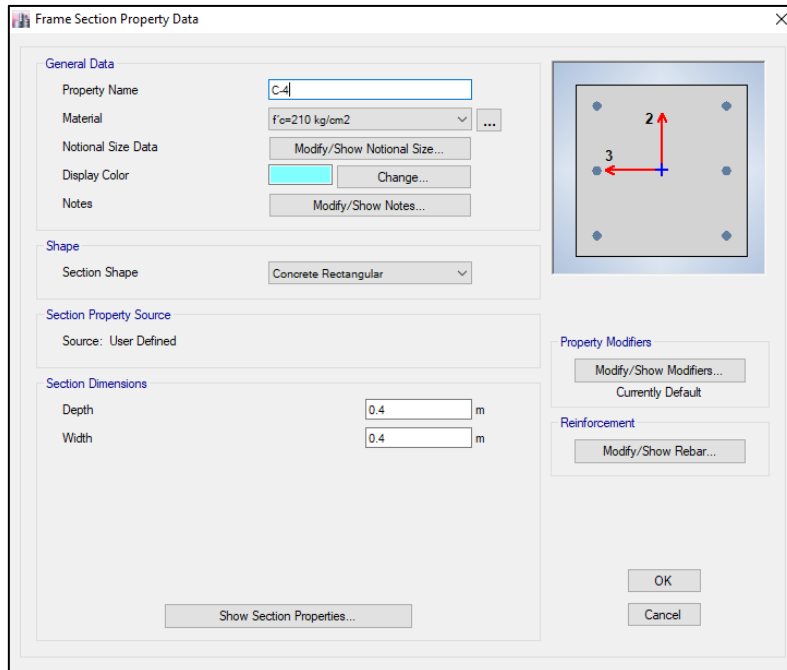 Frame Section Property Data
General Data
Property Name
C-4
Material
f'c=210 kg/cm2
...
Notional Size Data
Modify/Show Notional Size...
Display Color
Change...
Notes
Modify/Show Notes...
2
3
Shape
Section Shape
Concrete Rectangular
Section Property Source
Source: User Defined
Property Modifiers
Modify/Show Modifiers...
Currently Default
Section Dimensions
Depth
0.4
m
Width
0.4
m
Reinforcement
Modify/Show Rebar...
Show Section Properties...
OK
Cancel